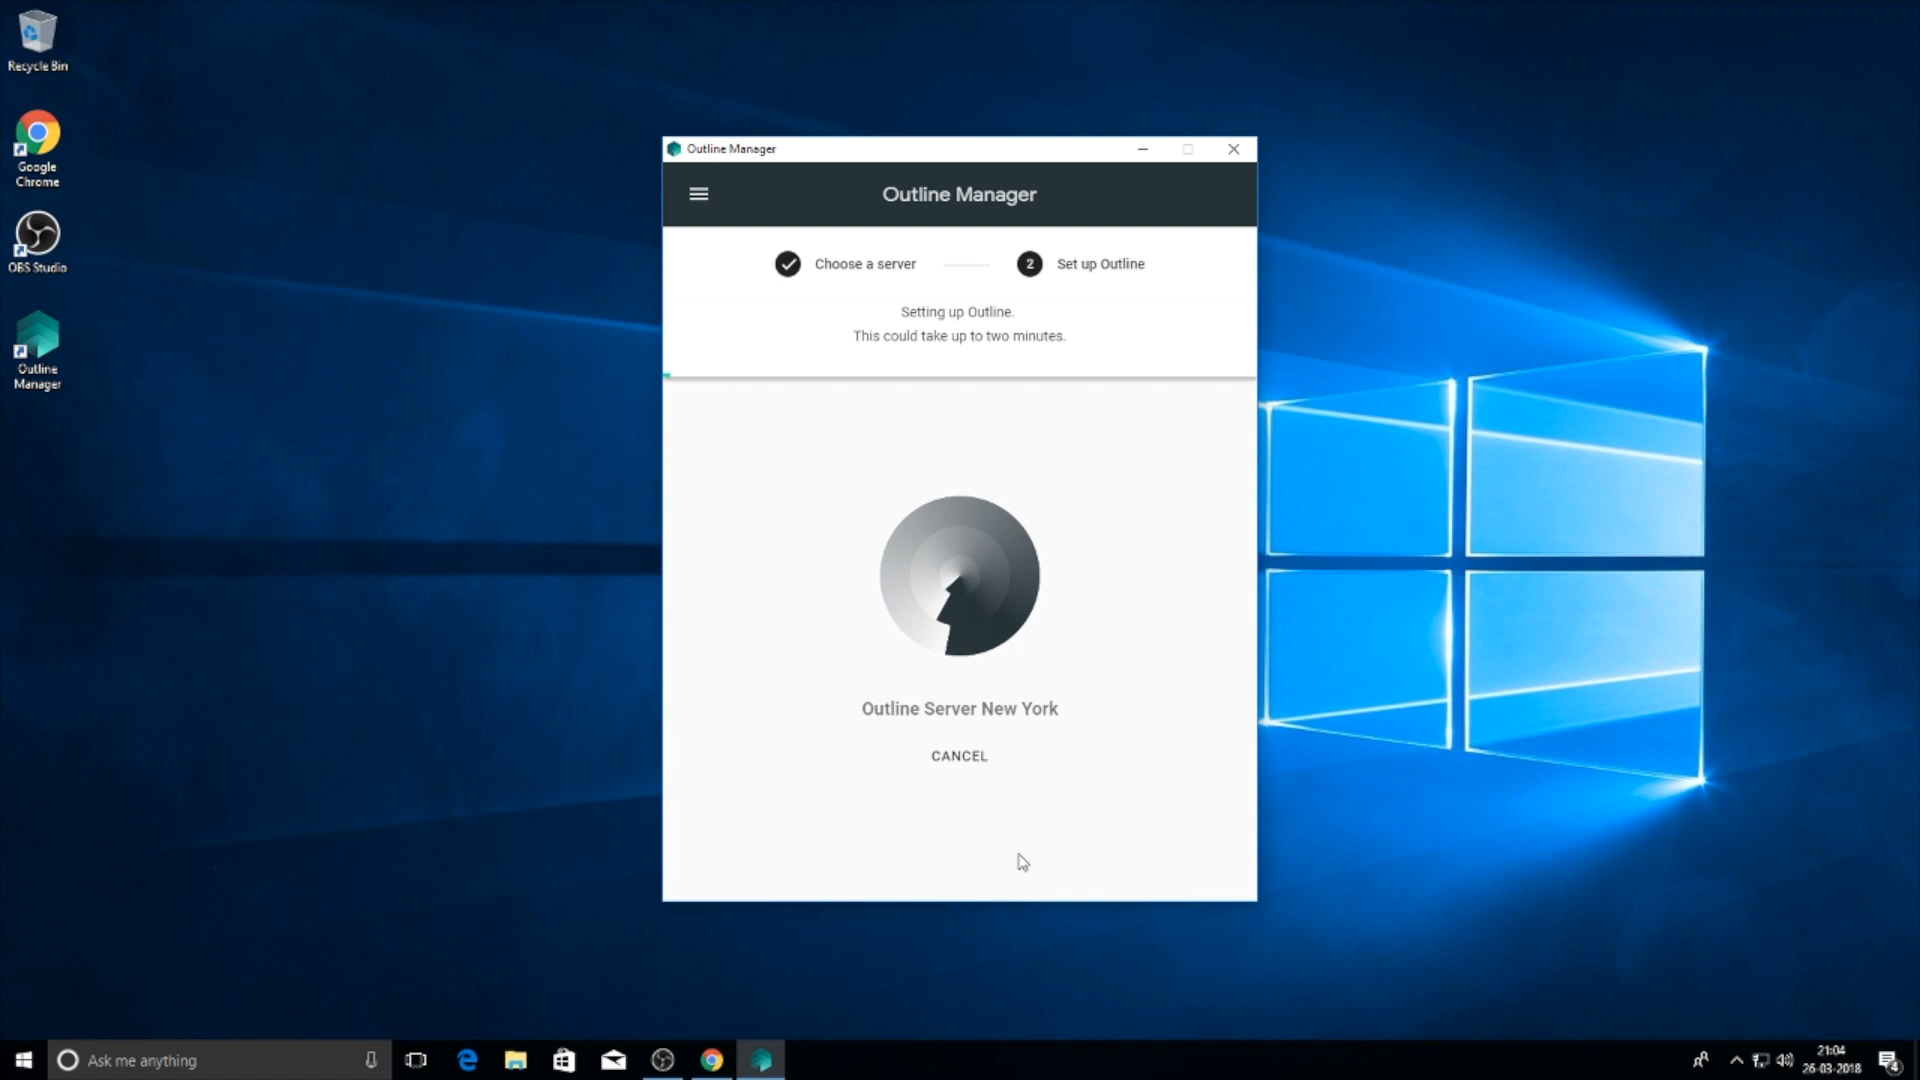 Recycle Bin
Google
Chrome
OBS Studio
Outline
Manager
Outline Manager
Outline Manager
Choose a server
2
Set up Outline
Setting up Outline.
This could take up to two minutes.
Outline Server New York
CANCEL
Ask me anything
21:04
26-03-2018
4